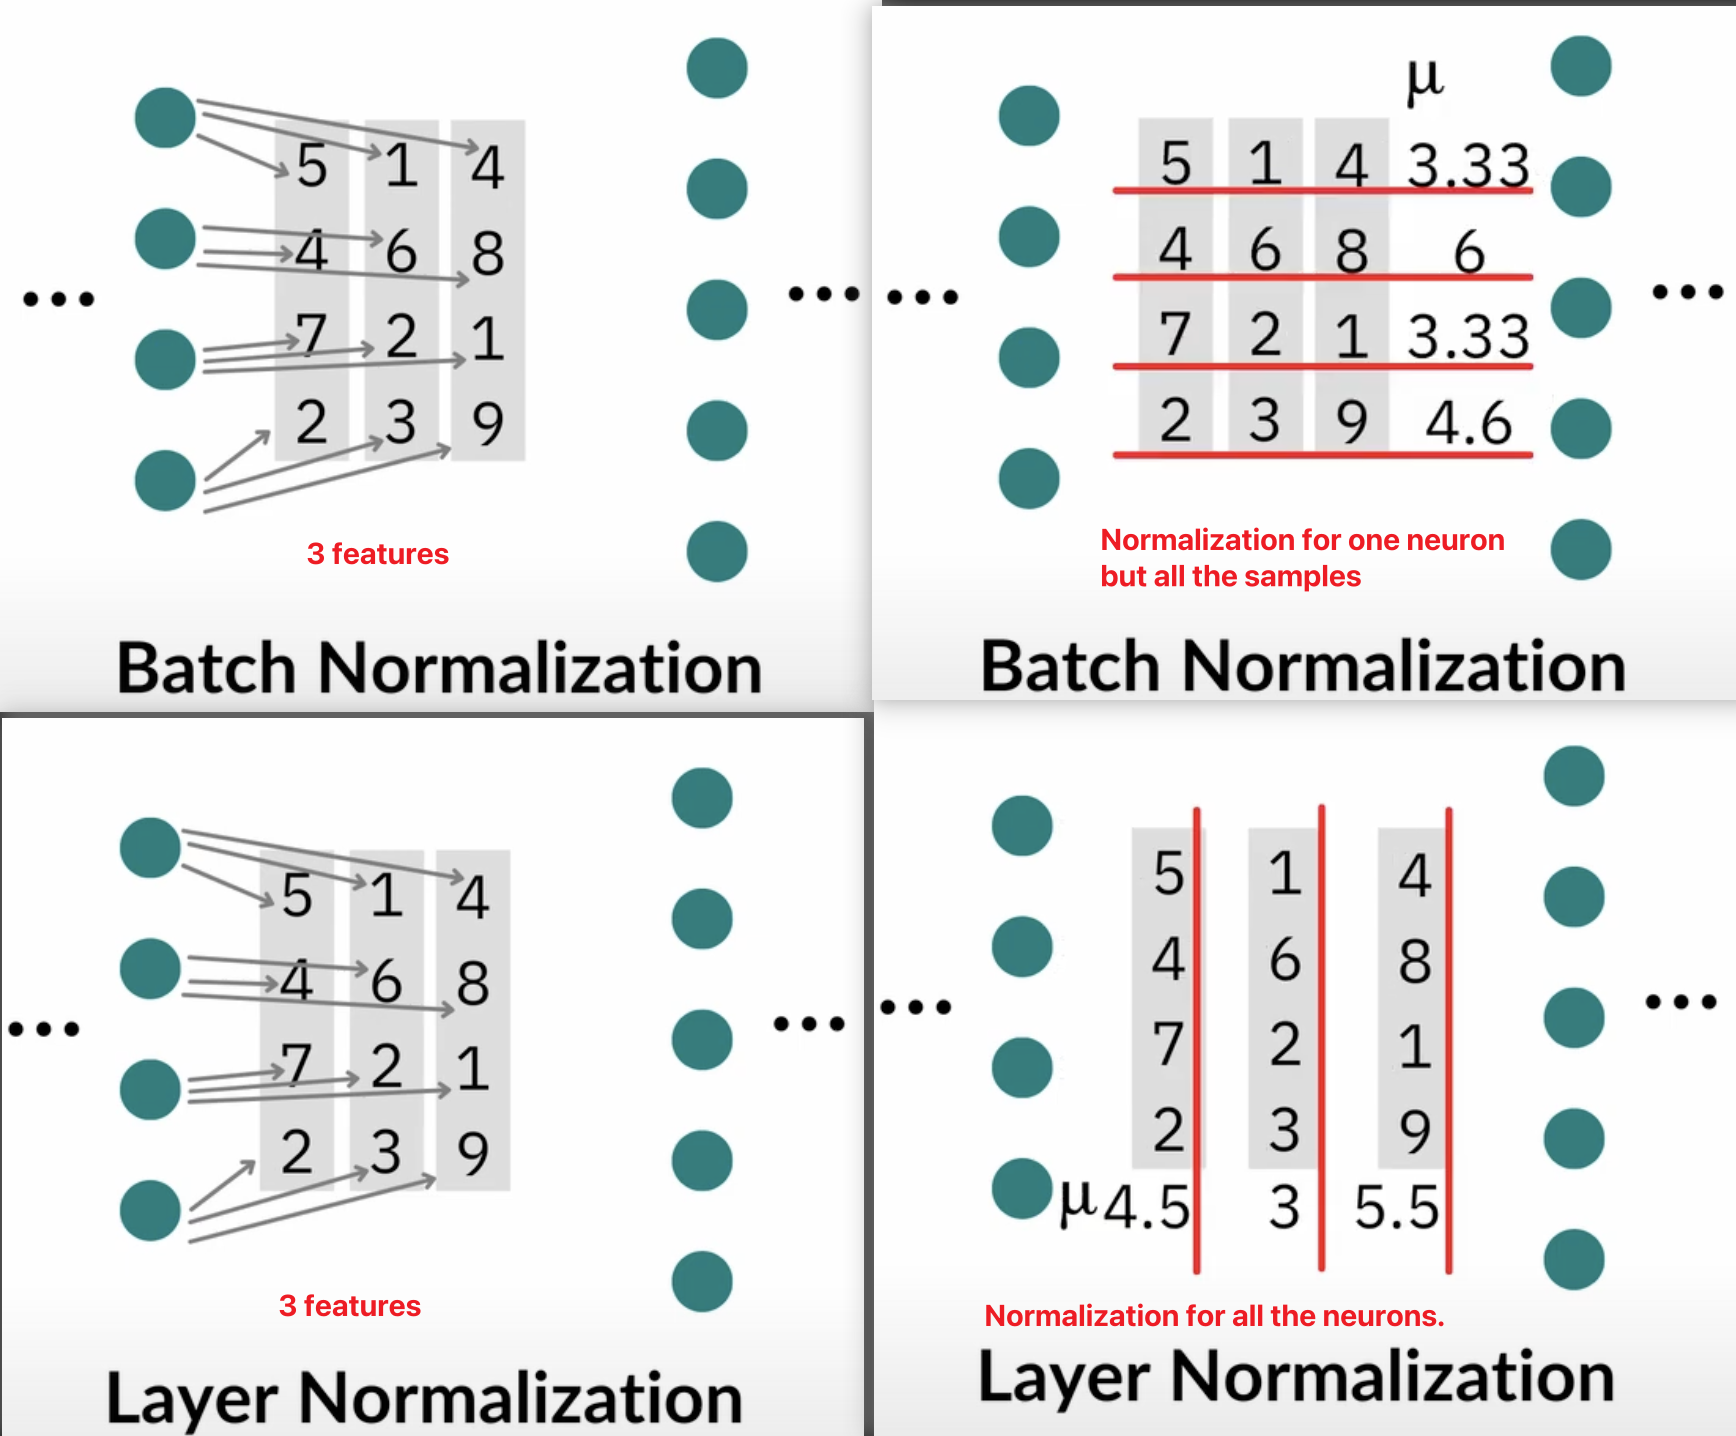 5 1 4
4 6 8
7 2 1
2 3 9
3 features
Batch Normalization
μ
5 1 4 3.33
4 6 8 6
7 2 1 3.33
2 3 9 4.6
Normalization for one neuron
but all the samples
Batch Normalization
5 1 4
4 6 8
7 2 1
2 3 9
3 features
Layer Normalization
5 1 4
4 6 8
7 2 1
2 3 9
μ 4.5 3 5.5
Normalization for all the neurons.
Layer Normalization